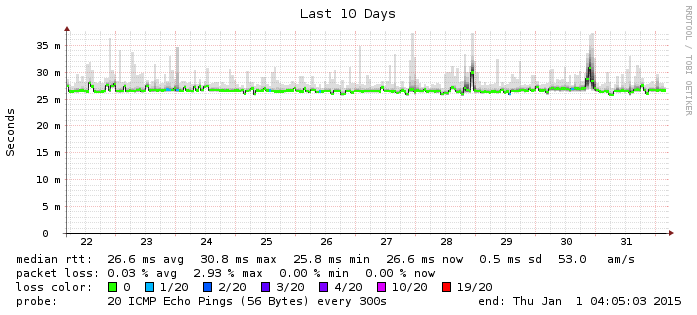 Last 10 Days
RRDTOOL / TOBI OETIKER
Seconds
35 m
30 m
25 m
20 m
15 m
10 m
5 m
0
22 23 24 25 26 27 28 29 30 31
median rtt: 26.6 ms avg 30.8 ms max 25.8 ms min 26.6 ms now 0.5 ms sd 53.0 am/s
packet loss: 0.03 % avg 2.93 % max 0.00 % min 0.00 % now
loss color: 0 1/20 2/20 3/20 4/20 10/20 19/20
probe: 20 ICMP Echo Pings (56 Bytes) every 300s end: Thu Jan 1 04:05:03 2015